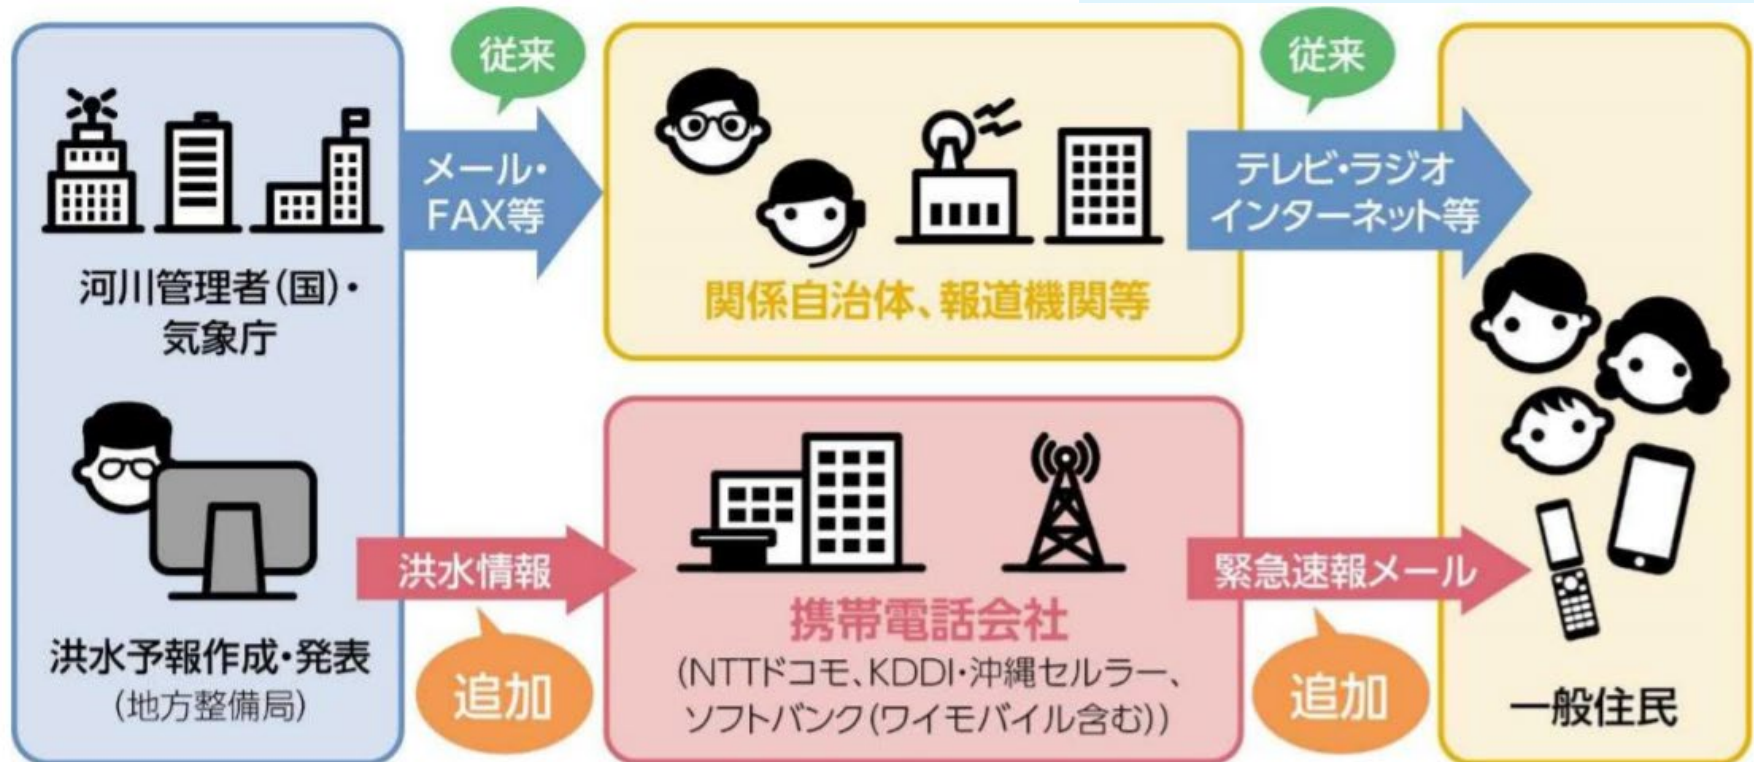 河川管理者(国)・
気象庁
洪水予報作成・発表
(地方整備局)
従来
メール・
FAX等
関係自治体、報道機関等
従来
テレビ・ラジオ
インターネット等
洪水情報
追加
携帯電話会社
(NTTドコモ、KDDI・沖縄セルラー、
ソフトバンク(ワイモバイル含む))
緊急速報メール
追加
一般住民